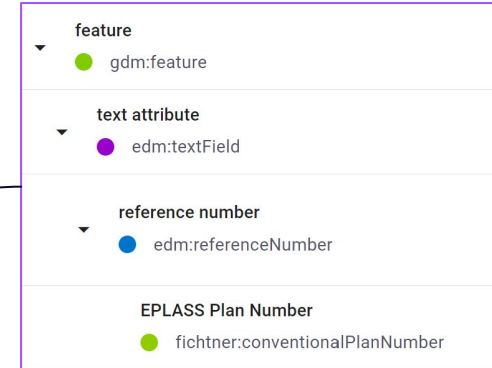 feature
gdm:feature
text attribute
edm:textField
reference number
edm:referenceNumber
EPLASS Plan Number
fichtner:conventionalPlanNumber